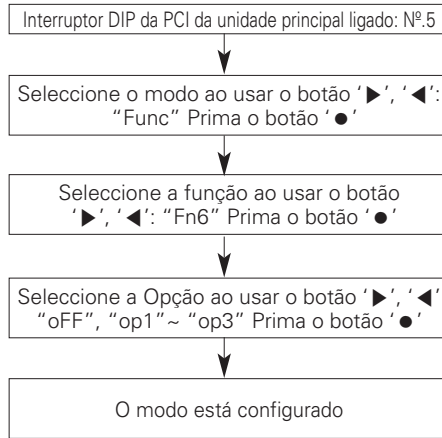 Interruptor DIP da PCI da unidade principal ligado: Nº.5
Seleccione o modo ao usar o botão ‘▶’, ‘◀’:
“Func” Prima o botão ‘●’
Seleccione a função ao usar o botão
‘▶’, ‘◀’: “Fn6” Prima o botão ‘●’
Seleccione a Opção ao usar o botão ‘▶’, ‘◀’
“oFF”, “op1”~ “op3” Prima o botão ‘●’
O modo está configurado